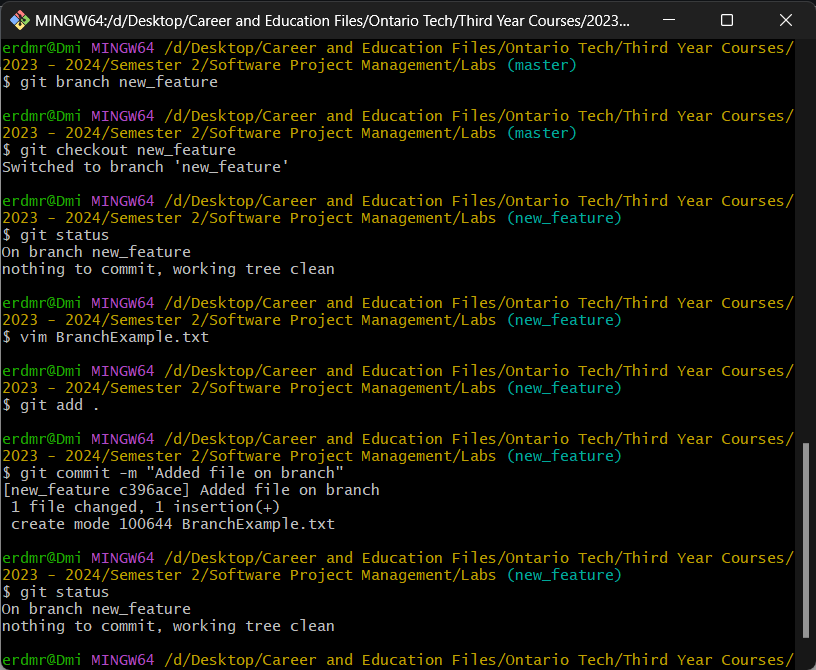 MINGW64:/d/Desktop/Career and Education Files/Ontario Tech/Third Year Courses/2023...
erdmr@Dmi MINGW64 /d/Desktop/Career and Education Files/Ontario Tech/Third Year Courses/
2023 - 2024/Semester 2/Software Project Management/Labs (master)
$ git branch new_feature
erdmr@Dmi MINGW64 /d/Desktop/Career and Education Files/Ontario Tech/Third Year Courses/
2023 - 2024/Semester 2/Software Project Management/Labs (master)
$ git checkout new_feature
Switched to branch 'new_feature'
erdmr@Dmi MINGW64 /d/Desktop/Career and Education Files/Ontario Tech/Third Year Courses/
2023 - 2024/Semester 2/Software Project Management/Labs (new_feature)
$ git status
On branch new_feature
nothing to commit, working tree clean
erdmr@Dmi MINGW64 /d/Desktop/Career and Education Files/Ontario Tech/Third Year Courses/
2023 - 2024/Semester 2/Software Project Management/Labs (new_feature)
$ vim BranchExample.txt
erdmr@Dmi MINGW64 /d/Desktop/Career and Education Files/Ontario Tech/Third Year Courses/
2023 - 2024/Semester 2/Software Project Management/Labs (new_feature)
$ git add .
erdmr@Dmi MINGW64 /d/Desktop/Career and Education Files/Ontario Tech/Third Year Courses/
2023 - 2024/Semester 2/Software Project Management/Labs (new_feature)
$ git commit -m "Added file on branch"
[new_feature c396ace] Added file on branch
 1 file changed, 1 insertion(+)
 create mode 100644 BranchExample.txt
erdmr@Dmi MINGW64 /d/Desktop/Career and Education Files/Ontario Tech/Third Year Courses/
2023 - 2024/Semester 2/Software Project Management/Labs (new_feature)
$ git status
On branch new_feature
nothing to commit, working tree clean
erdmr@Dmi MINGW64 /d/Desktop/Career and Education Files/Ontario Tech/Third Year Courses/